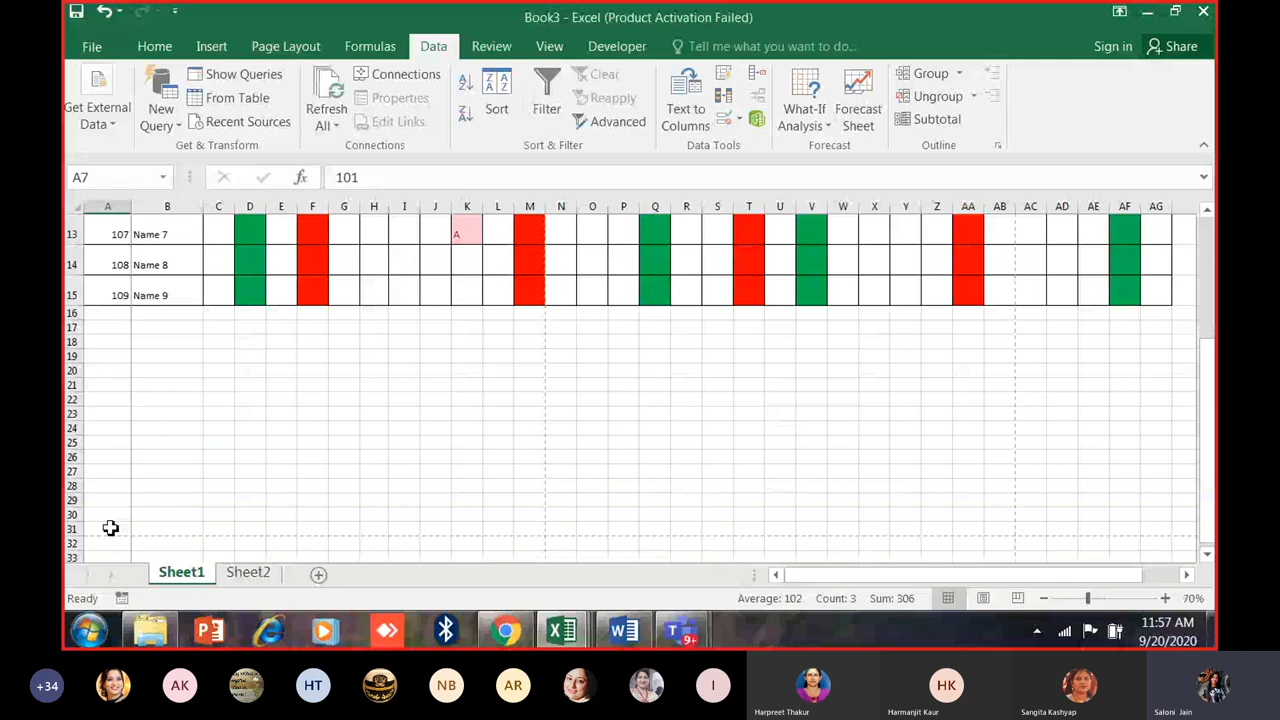 Book3 - Excel (Product Activation Failed)
File Home Insert Page Layout Formulas Data Review View Developer Tell me what you want to do... Sign in Share
Get External Data
New Query
Show Queries
From Table
Recent Sources
Get & Transform
Refresh All
Connections
Properties
Edit Links
Connections
Sort
Filter
Clear
Reapply
Advanced
Sort & Filter
Text to Columns
Data Tools
What-If Analysis
Forecast Sheet
Forecast
Group
Ungroup
Subtotal
Outline
A7 fx 101
A B C D E F G H I J K L M N O P Q R S T U V W X Y Z AA AB AC AD AE AF AG
13 107 Name 7 A
14 108 Name 8
15 109 Name 9
16
17
18
19
20
21
22
23
24
25
26
27
28
29
30
31
32
33
Sheet1 Sheet2
Ready Average: 102 Count: 3 Sum: 306 70%
9+
11:57 AM
9/20/2020
+34 AK HT NB AR I HK
Harpreet Thakur Harmanjit Kaur Sangita Kashyap Saloni Jain